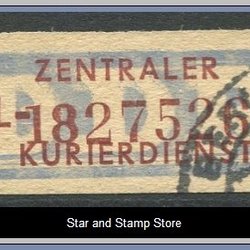 ZENTRALER
-1827526
KURIERDIENST
Star and Stamp Store